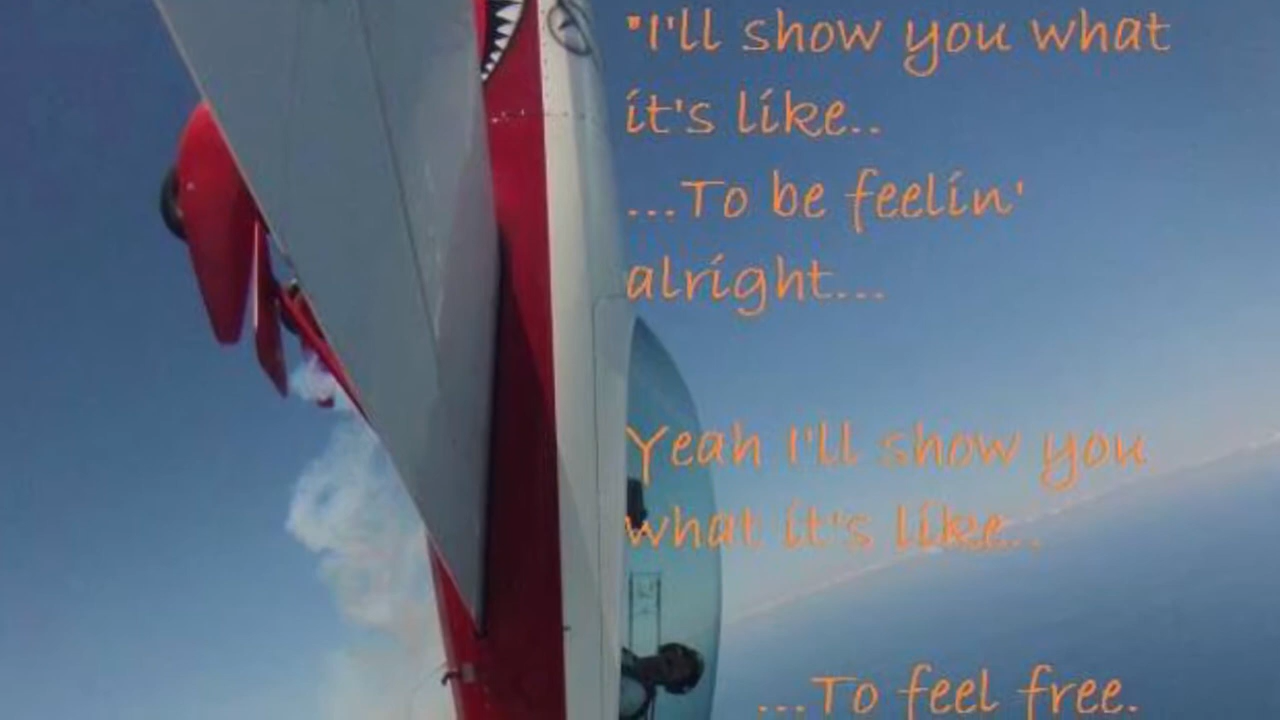 "I'll show you what
it's like..
...To be feelin'
alright...
Yeah I'll show you
what it's like...
...To feel free.